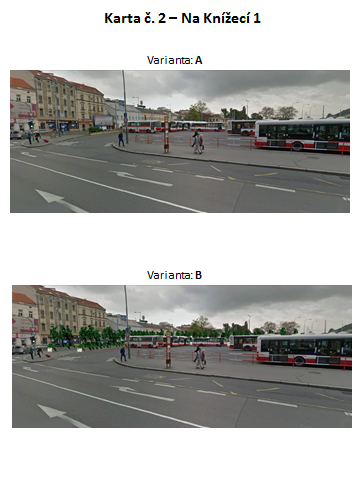 Karta č. 2 – Na Knížecí 1
Varianta: A
Varianta: B